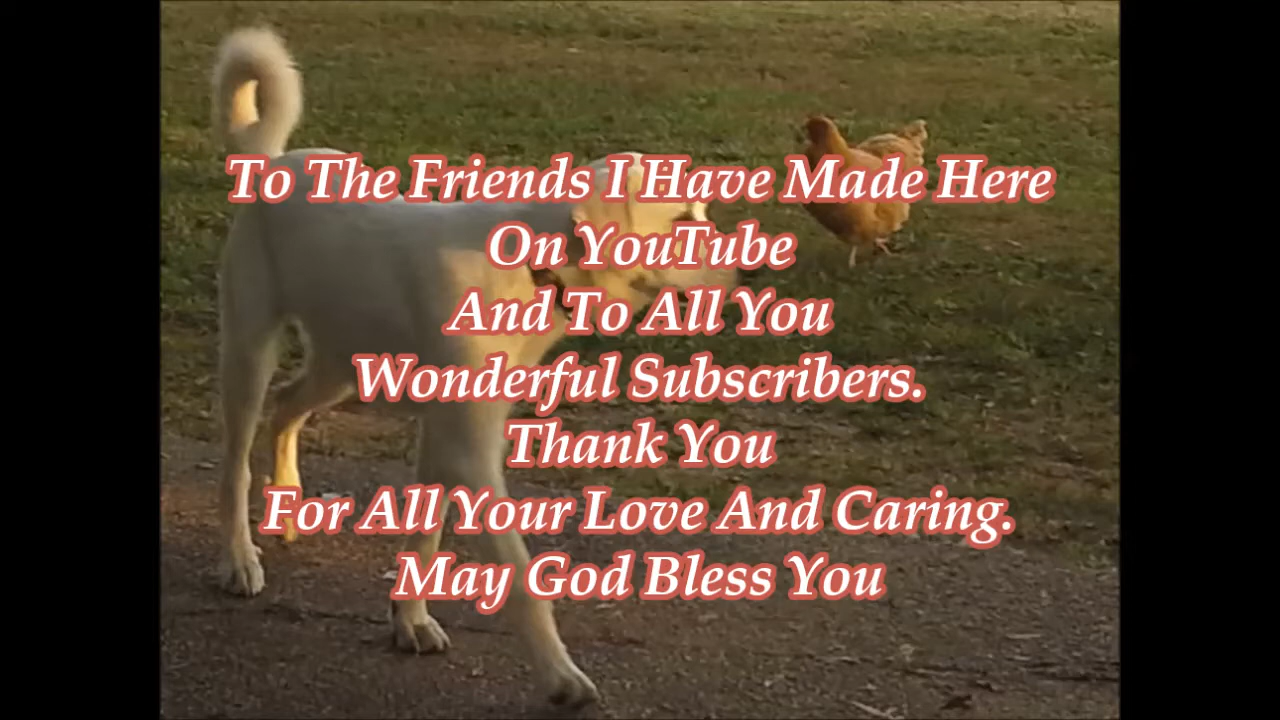 To The Friends I Have Made Here
On YouTube
And To All You
Wonderful Subscribers.
Thank You
For All Your Love And Caring.
May God Bless You